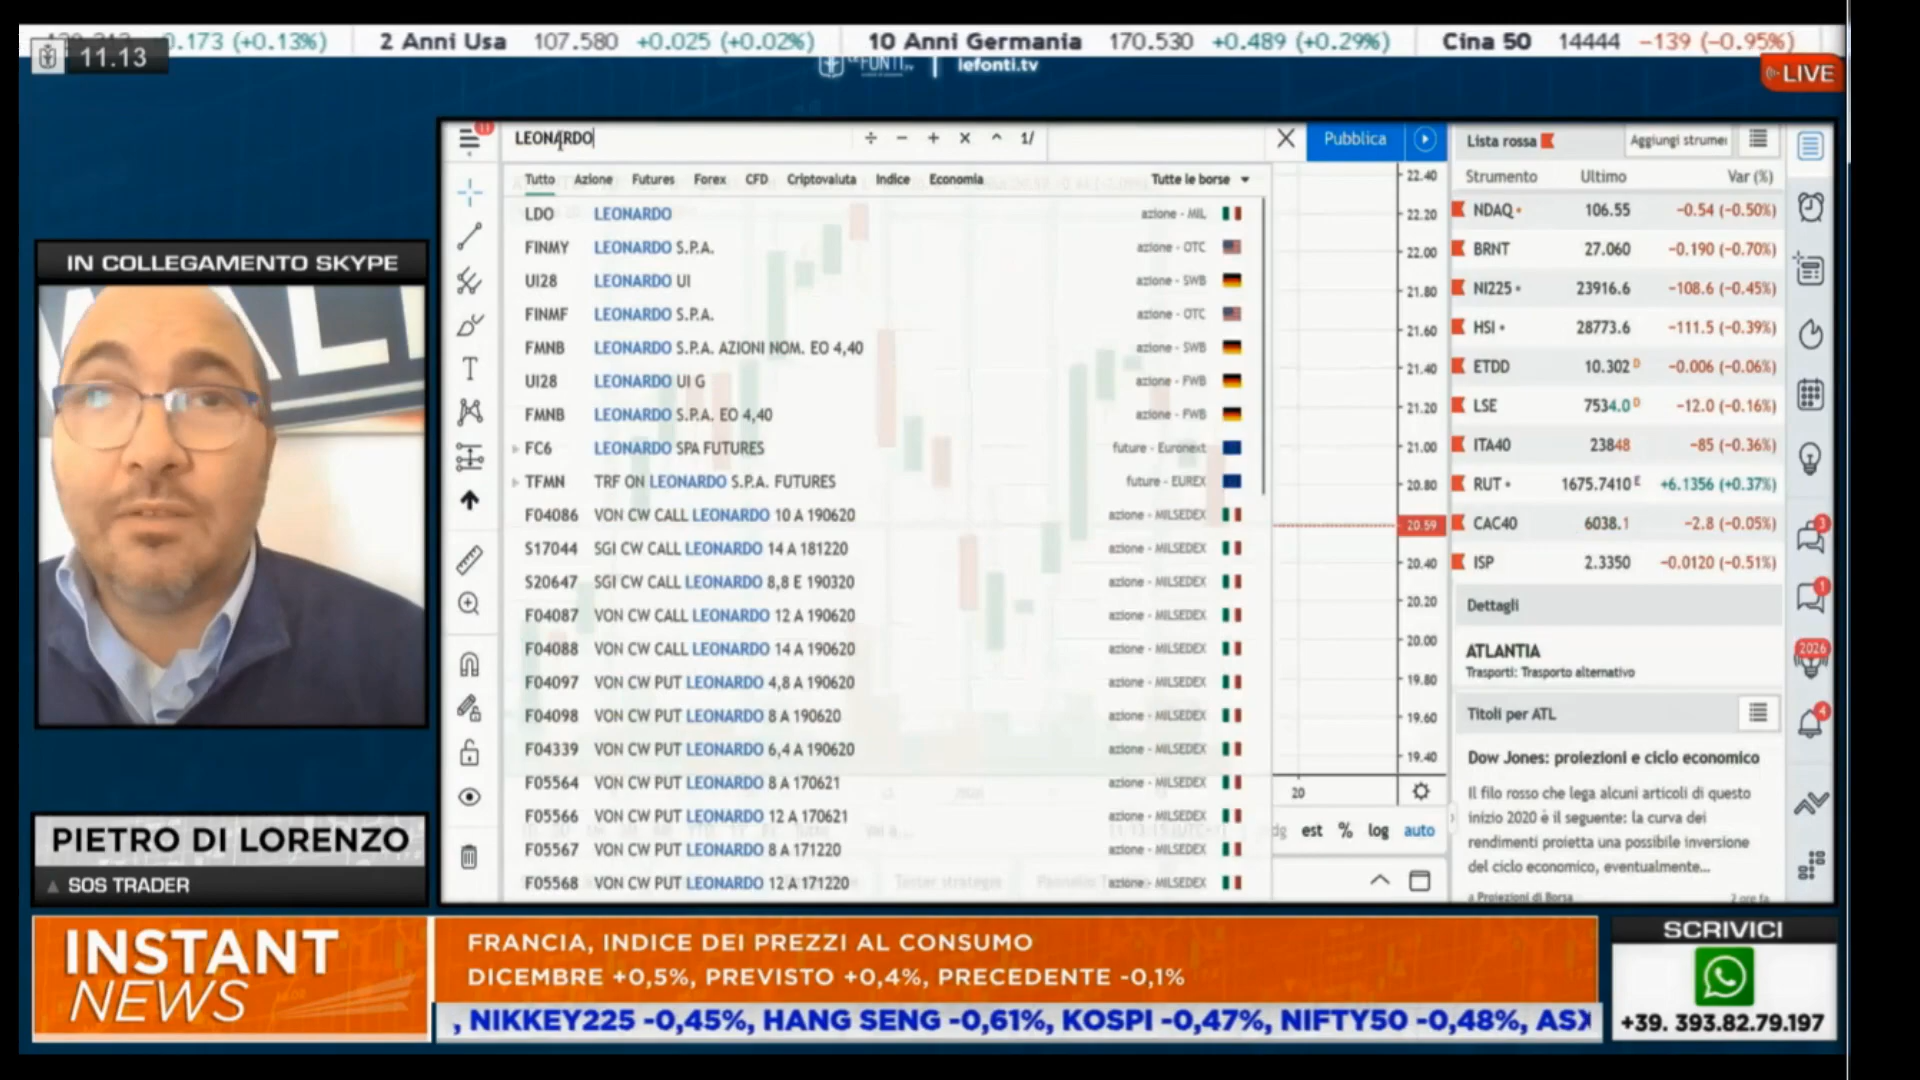 0.173 (+0.13%) 2 Anni Usa 107.580 +0.025 (+0.02%) 10 Anni Germania 170.530 +0.489 (+0.29%) Cina 50 14444 −139 (−0.95%)
11.13
lefonti.tv
LIVE
IN COLLEGAMENTO SKYPE
PIETRO DI LORENZO
SOS TRADER
LEONARDO
÷ − + × ^ 1/
Pubblica
Tutto Azione Futures Forex CFD Criptovaluta Indice Economia Tutte le borse
LDO LEONARDO azione - MIL
FINMY LEONARDO S.P.A. azione - OTC
UI28 LEONARDO UI azione - SWB
FINMF LEONARDO S.P.A. azione - OTC
FMNB LEONARDO S.P.A. AZIONI NOM. EO 4,40 azione - SWB
UI28 LEONARDO UI G azione - FWB
FMNB LEONARDO S.P.A. EO 4,40 azione - FWB
FC6 LEONARDO SPA FUTURES future - Euronext
TFMN TRF ON LEONARDO S.P.A. FUTURES future - EUREX
F04086 VON CW CALL LEONARDO 10 A 190620 azione - MILSEDEX
S17044 SGI CW CALL LEONARDO 14 A 181220 azione - MILSEDEX
S20647 SGI CW CALL LEONARDO 8,8 E 190320 azione - MILSEDEX
F04087 VON CW CALL LEONARDO 12 A 190620 azione - MILSEDEX
F04088 VON CW CALL LEONARDO 14 A 190620 azione - MILSEDEX
F04097 VON CW PUT LEONARDO 4,8 A 190620 azione - MILSEDEX
F04098 VON CW PUT LEONARDO 8 A 190620 azione - MILSEDEX
F04339 VON CW PUT LEONARDO 6,4 A 190620 azione - MILSEDEX
F05564 VON CW PUT LEONARDO 8 A 170621 azione - MILSEDEX
F05566 VON CW PUT LEONARDO 12 A 170621 azione - MILSEDEX
F05567 VON CW PUT LEONARDO 8 A 171220 azione - MILSEDEX
F05568 VON CW PUT LEONARDO 12 A 171220 azione - MILSEDEX
22.40
22.20
22.00
21.80
21.60
21.40
21.20
21.00
20.80
20.59
20.40
20.20
20.00
19.80
19.60
19.40
20
est % log auto
Lista rossa Aggiungi strumei
Strumento Ultimo Var (%)
NDAQ 106.55 −0.54 (−0.50%)
BRNT 27.060 −0.190 (−0.70%)
NI225 23916.6 −108.6 (−0.45%)
HSI 28773.6 −111.5 (−0.39%)
ETDD 10.302 D −0.006 (−0.06%)
LSE 7534.0 D −12.0 (−0.16%)
ITA40 23848 −85 (−0.36%)
RUT 1675.7410 E +6.1356 (+0.37%)
CAC40 6038.1 −2.8 (−0.05%)
ISP 2.3350 −0.0120 (−0.51%)
Dettagli
ATLANTIA
Trasporti: Trasporto alternativo
Titoli per ATL
Dow Jones: proiezioni e ciclo economico
Il filo rosso che lega alcuni articoli di questo
inizio 2020 è il seguente: la curva dei
rendimenti proietta una possibile inversione
del ciclo economico, eventualmente...
a Proiezioni di Borsa 2 ore fa
11
3
1
2026
4
INSTANT
NEWS
FRANCIA, INDICE DEI PREZZI AL CONSUMO
DICEMBRE +0,5%, PREVISTO +0,4%, PRECEDENTE -0,1%
, NIKKEY225 -0,45%, HANG SENG -0,61%, KOSPI -0,47%, NIFTY50 -0,48%, ASX
SCRIVICI
+39. 393.82.79.197